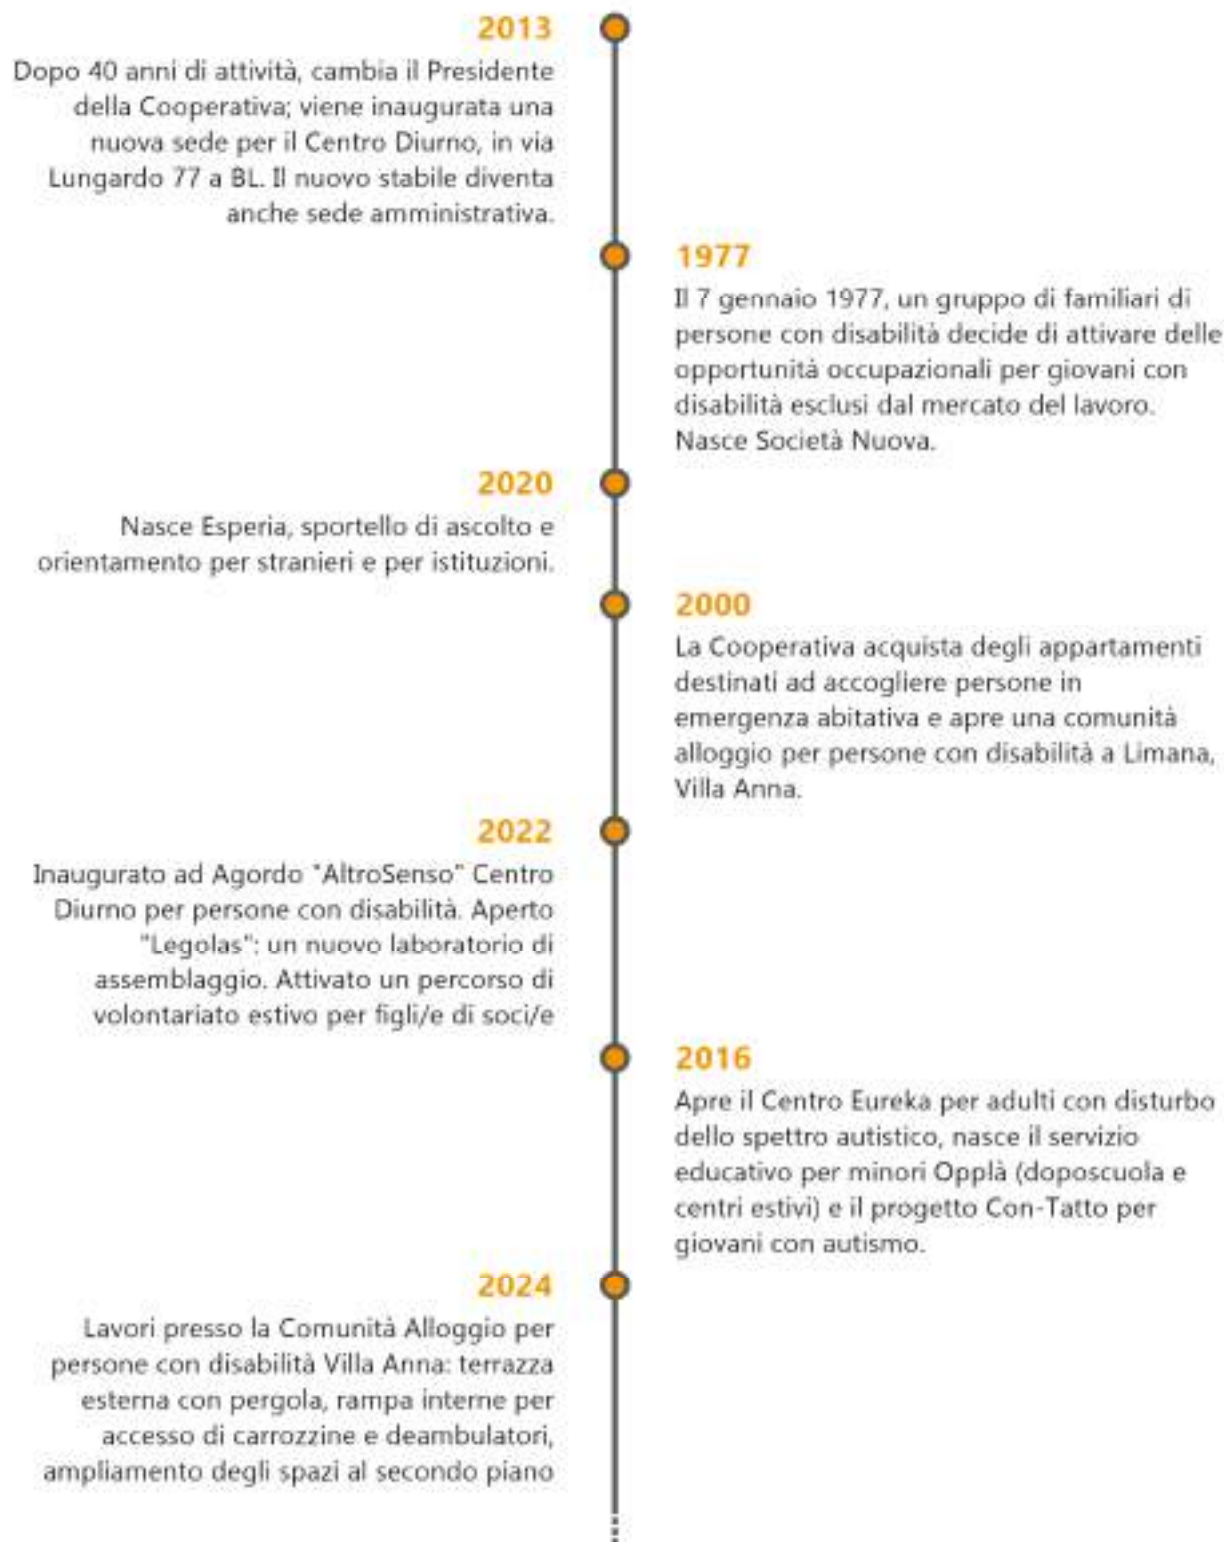 2013
Dopo 40 anni di attività, cambia il Presidente
della Cooperativa; viene inaugurata una
nuova sede per il Centro Diurno, in via
Lungardo 77 a BL. Il nuovo stabile diventa
anche sede amministrativa.
1977
Il 7 gennaio 1977, un gruppo di familiari di
persone con disabilità decide di attivare delle
opportunità occupazionali per giovani con
disabilità esclusi dal mercato del lavoro.
Nasce Società Nuova.
2020
Nasce Esperia, sportello di ascolto e
orientamento per stranieri e per istituzioni.
2000
La Cooperativa acquista degli appartamenti
destinati ad accogliere persone in
emergenza abitativa e apre una comunità
alloggio per persone con disabilità a Limana,
Villa Anna.
2022
Inaugurato ad Agordo "AltroSenso" Centro
Diurno per persone con disabilità. Aperto
"Legolas": un nuovo laboratorio di
assemblaggio. Attivato un percorso di
volontariato estivo per figli/e di soci/e
2016
Apre il Centro Eureka per adulti con disturbo
dello spettro autistico, nasce il servizio
educativo per minori Opplà (doposcuola e
centri estivi) e il progetto Con-Tatto per
giovani con autismo.
2024
Lavori presso la Comunità Alloggio per
persone con disabilità Villa Anna: terrazza
esterna con pergola, rampa interne per
accesso di carrozzine e deambulatori,
ampliamento degli spazi al secondo piano